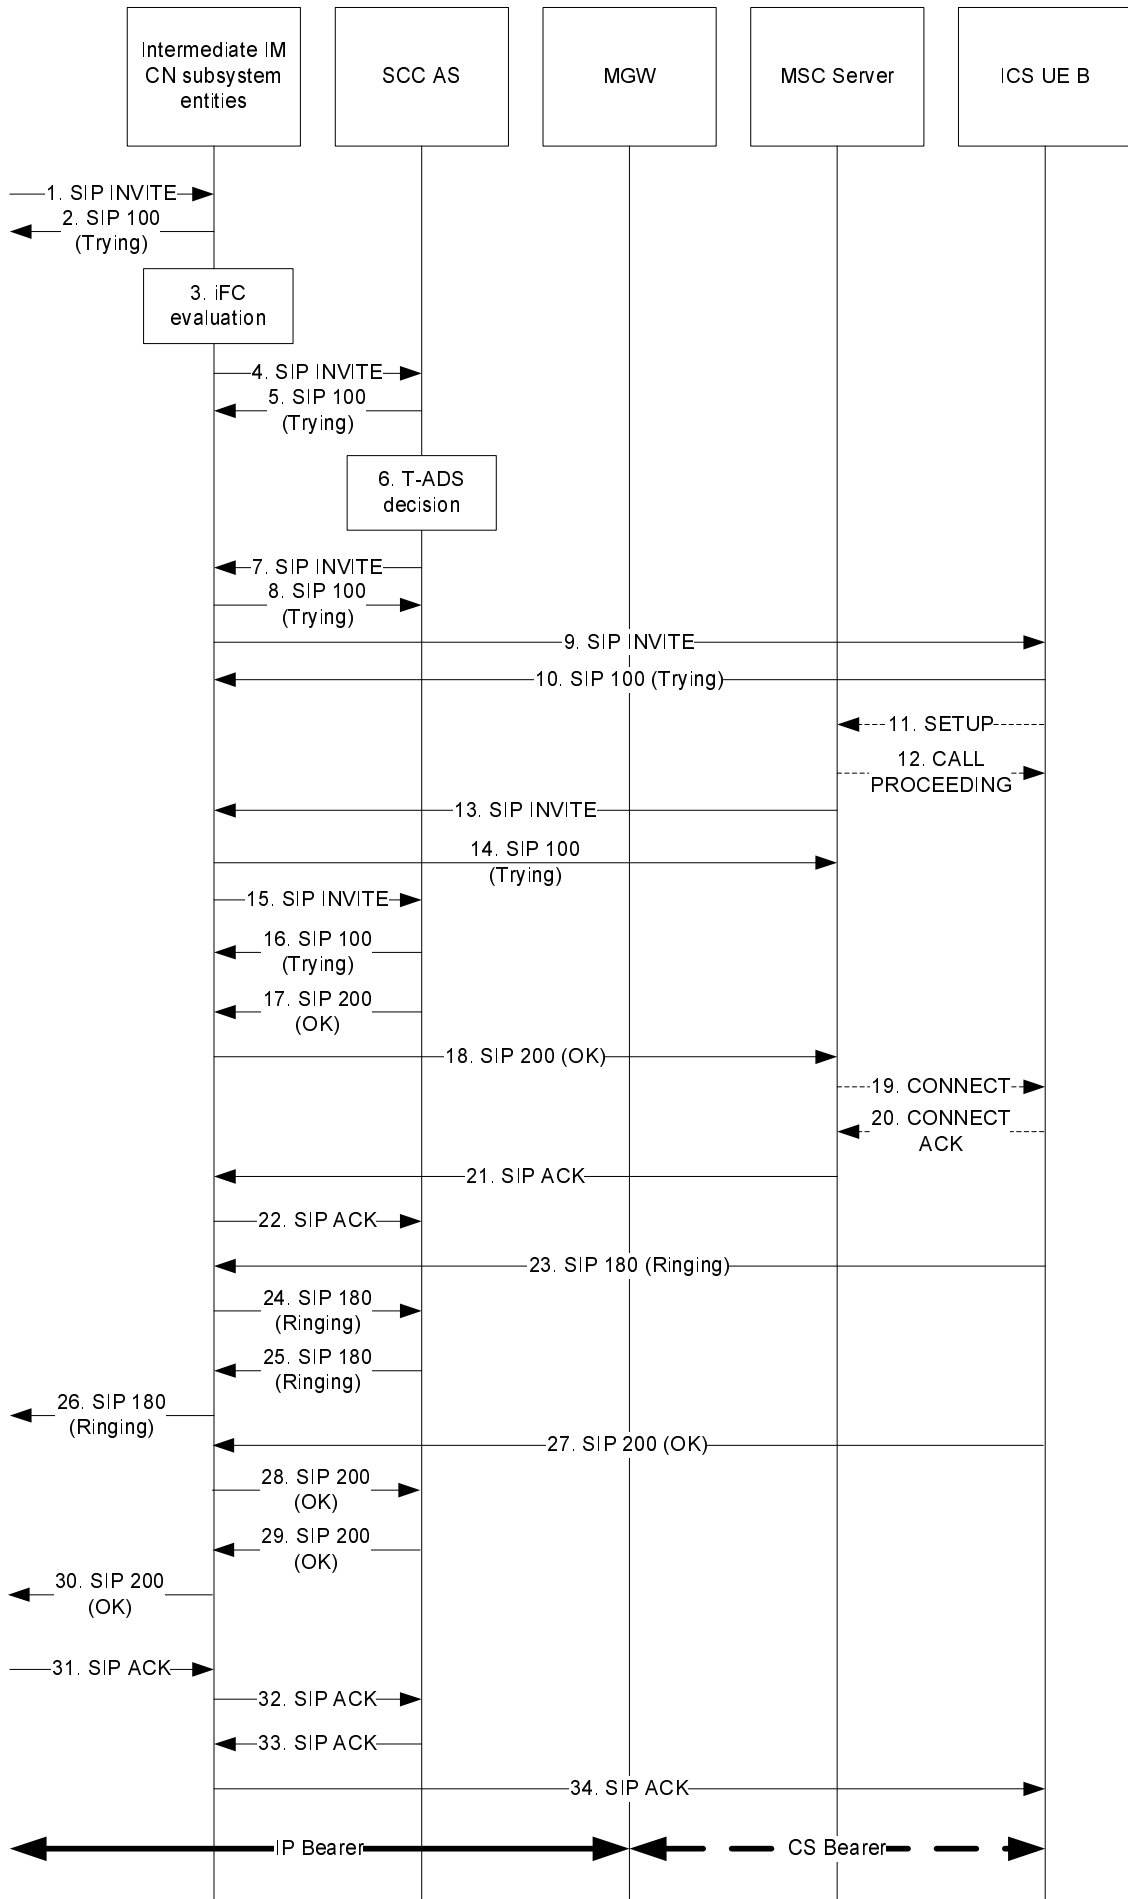 Intermediate IM
CN subsystem
entities
SCC AS
MGW
MSC Server
ICS UE B
1. SIP INVITE
2. SIP 100
(Trying)
3. iFC
evaluation
4. SIP INVITE
5. SIP 100
(Trying)
6. T-ADS
decision
7. SIP INVITE
8. SIP 100
(Trying)
9. SIP INVITE
10. SIP 100 (Trying)
11. SETUP
12. CALL
PROCEEDING
13. SIP INVITE
14. SIP 100
(Trying)
15. SIP INVITE
16. SIP 100
(Trying)
17. SIP 200
(OK)
18. SIP 200 (OK)
19. CONNECT
20. CONNECT
ACK
21. SIP ACK
22. SIP ACK
23. SIP 180 (Ringing)
24. SIP 180
(Ringing)
25. SIP 180
(Ringing)
26. SIP 180
(Ringing)
27. SIP 200 (OK)
28. SIP 200
(OK)
29. SIP 200
(OK)
30. SIP 200
(OK)
31. SIP ACK
32. SIP ACK
33. SIP ACK
34. SIP ACK
IP Bearer
CS Bearer